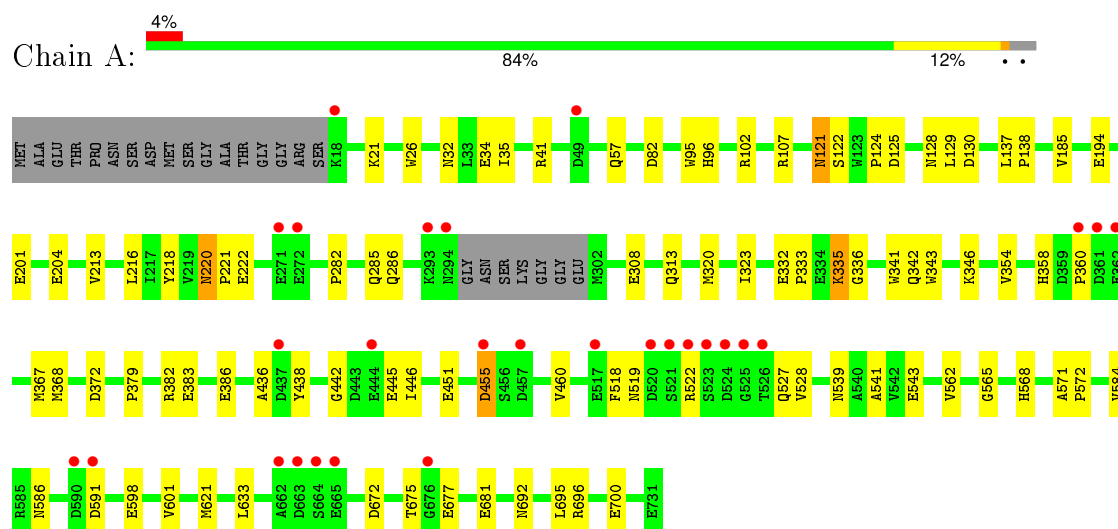 4%
Chain A:
84% 12% • •
MET ALA GLU THR PRO ASN SER ASP MET SER GLY ALA THR GLY GLY ARG SER K18 K21 W26 N32 L33 E34 I35 R41 D49 Q57 D82 W95 H96 R102 R107 N121 S122 W123 P124 D125 N128 L129 D130 L137 P138 V185 E194
E201 E204 V213 L216 I217 Y218 V219 N220 P221 E222 E271 E272 P282 Q285 Q286 K293 N294 GLY ASN SER LYS GLY GLY GLU M302 E308 Q313 M320 I323 E332 P333 E334 K335 G336 W341 Q342 W343 K346 V354 H358 D359 P360 D361
M367 M368 D372 P379 R382 E383 E386 A436 D437 Y438 G442 D443 E444 E445 I446 E451 D455 S456 D457 V460 E517 F518 N519 D520 S521 R522 S523 D524 G525 T526 Q527 V528 N539 A540 A541 V542 E543 V562 G565 H568 A571 P572 V584
R585 N586 D590 D591 E598 V601 M621 L633 A662 D663 S664 E665 D672 T675 G676 E677 E681 N692 L695 R696 E700 E731